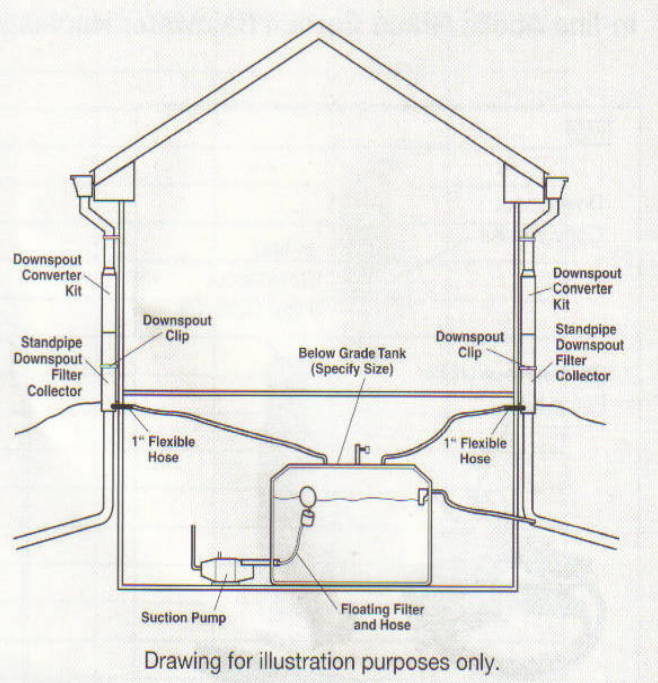 Downspout
Converter
Kit
Downspout
Clip
Standpipe
Downspout
Filter
Collector
1" Flexible
Hose
Below Grade Tank
(Specify Size)
Downspout
Converter
Kit
Downspout
Clip
Standpipe
Downspout
Filter
Collector
1" Flexible
Hose
Suction Pump
Floating Filter
and Hose
Drawing for illustration purposes only.